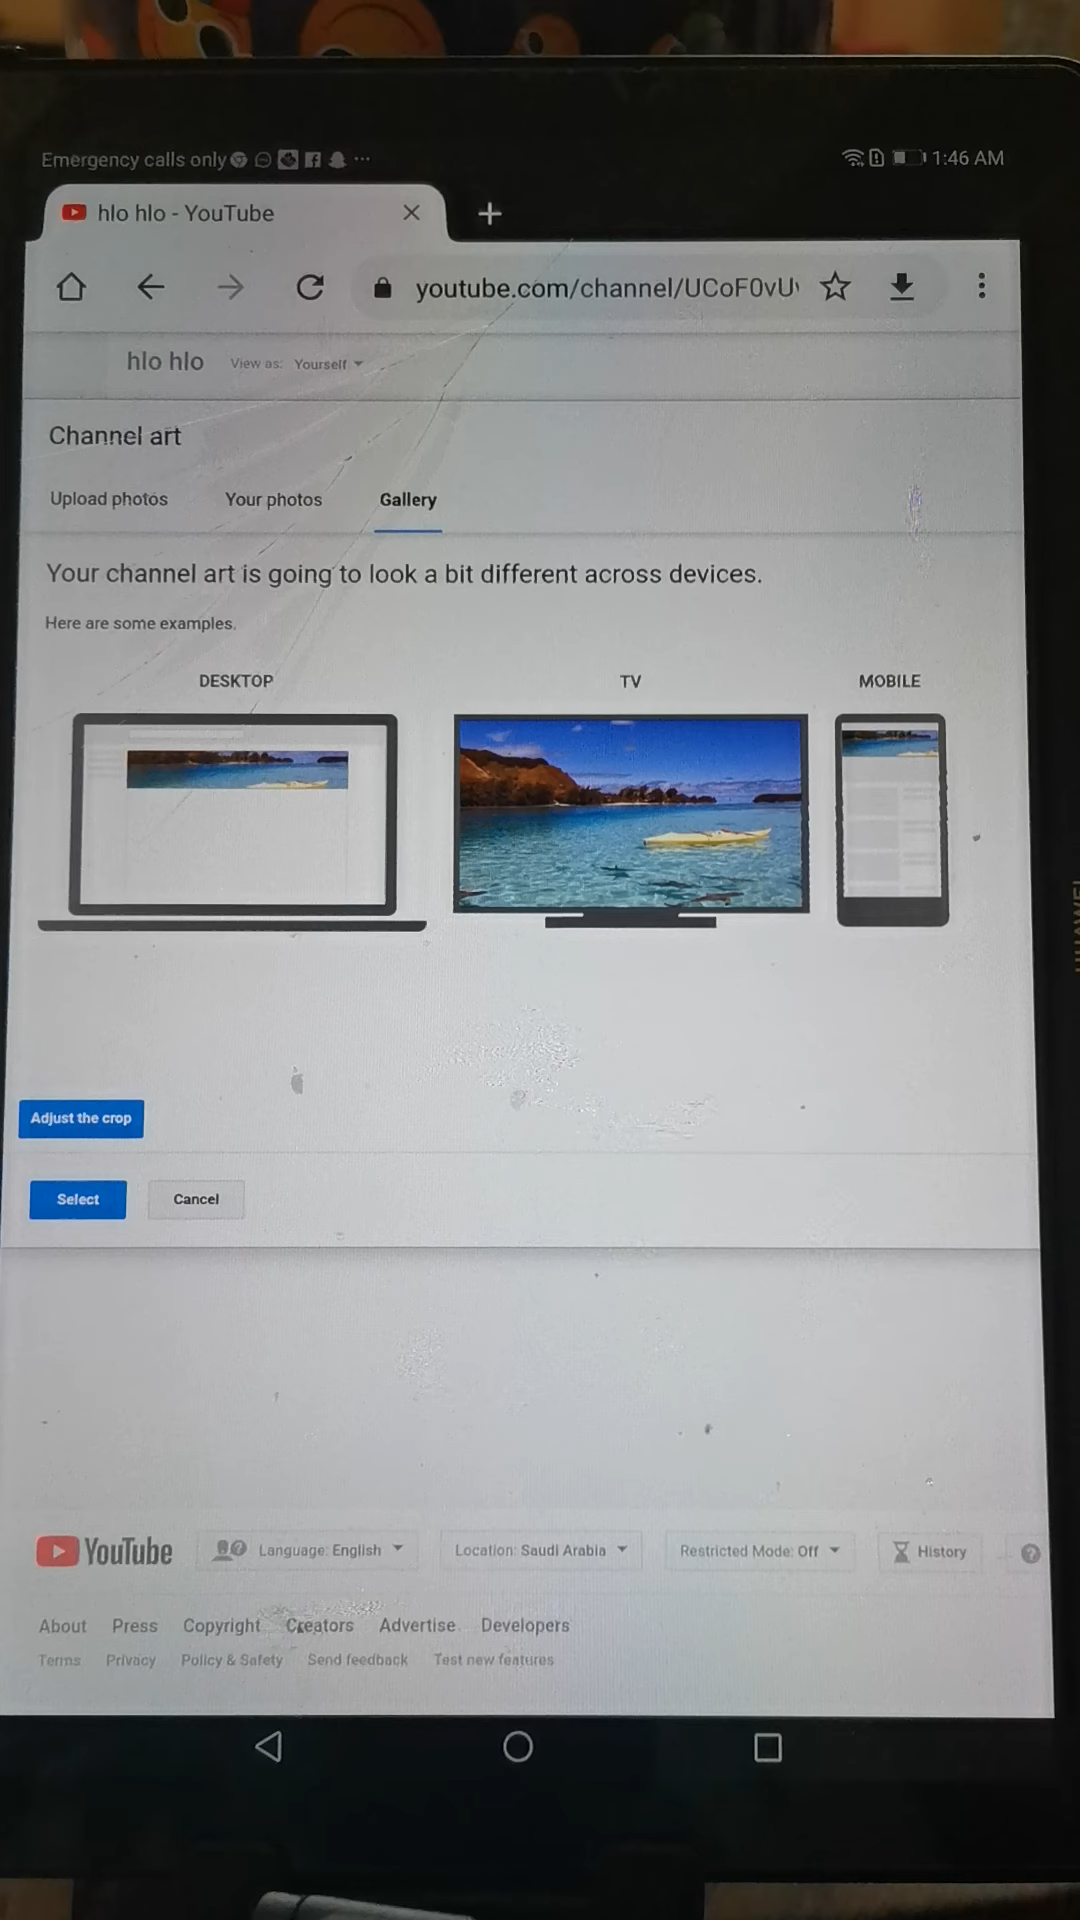 Emergency calls only
1:46 AM
hlo hlo - YouTube
youtube.com/channel/UCoF0vU
hlo hlo View as: Yourself
Channel art
Upload photos Your photos Gallery
Your channel art is going to look a bit different across devices.
Here are some examples.
DESKTOP TV MOBILE
HUAWEI
Adjust the crop
Select Cancel
YouTube Language: English Location: Saudi Arabia Restricted Mode: Off History
About Press Copyright Creators Advertise Developers
Terms Privacy Policy & Safety Send feedback Test new features